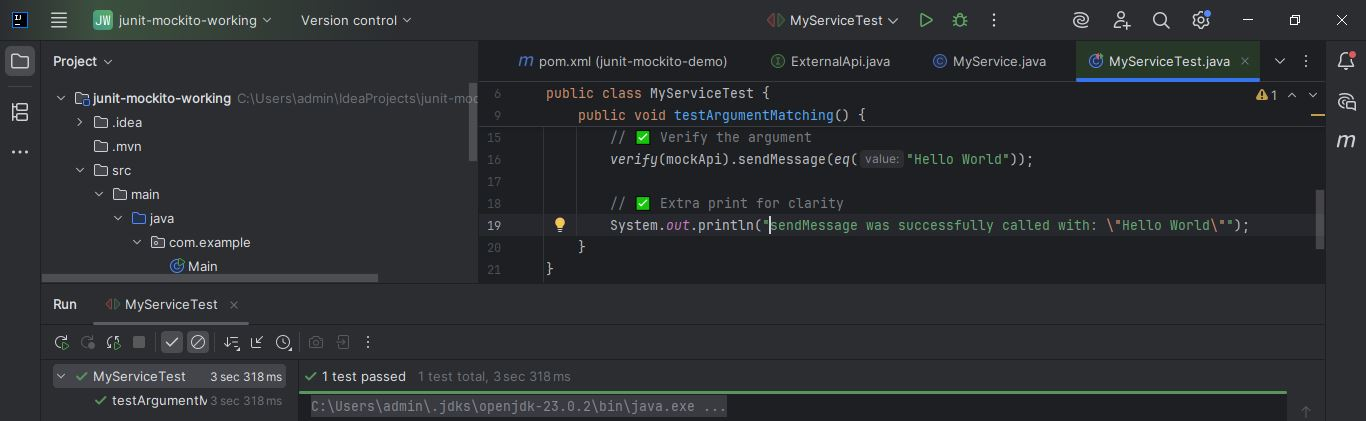 JW junit-mockito-working Version control MyServiceTest
Project
pom.xml (junit-mockito-demo) ExternalApi.java MyService.java MyServiceTest.java
junit-mockito-working C:\Users\admin\IdeaProjects\junit-moc
.idea
.mvn
src
main
java
com.example
Main
6 public class MyServiceTest {
1
9 public void testArgumentMatching() {
15 // ✅ Verify the argument
16 verify(mockApi).sendMessage(eq( value: "Hello World"));
17
18 // ✅ Extra print for clarity
19 System.out.println("sendMessage was successfully called with: \"Hello World\"");
20 }
21 }
Run MyServiceTest
MyServiceTest 3 sec 318 ms
testArgumentM 3 sec 318 ms
1 test passed 1 test total, 3 sec 318 ms
C:\Users\admin\.jdks\openjdk-23.0.2\bin\java.exe ...